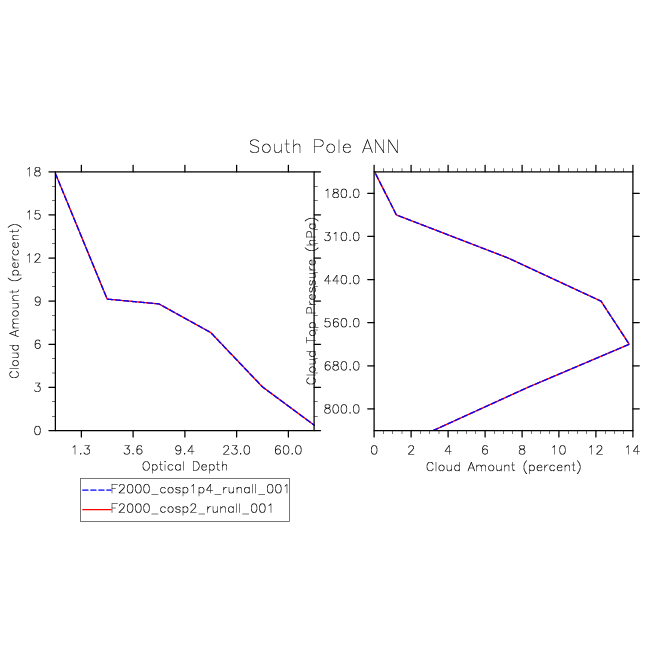 South Pole ANN
Cloud Amount (percent)
18
15
12
9
6
3
0
1.3 3.6 9.4 23.0 60.0
Optical Depth
Cloud Top Pressure (hPa)
180.0
310.0
440.0
560.0
680.0
800.0
0 2 4 6 8 10 12 14
Cloud Amount (percent)
F2000_cosp1p4_runall_001
F2000_cosp2_runall_001